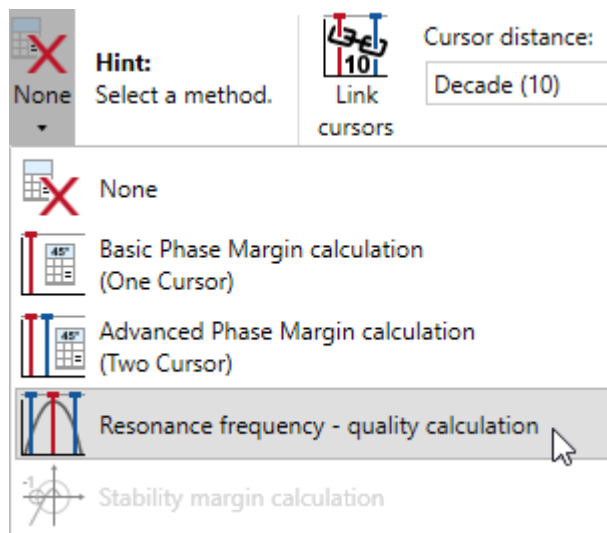 None
Hint:
Select a method.
10
Link
cursors
Cursor distance:
Decade (10)
None
45°
Basic Phase Margin calculation
(One Cursor)
45°
Advanced Phase Margin calculation
(Two Cursor)
Resonance frequency - quality calculation
-1
Stability margin calculation